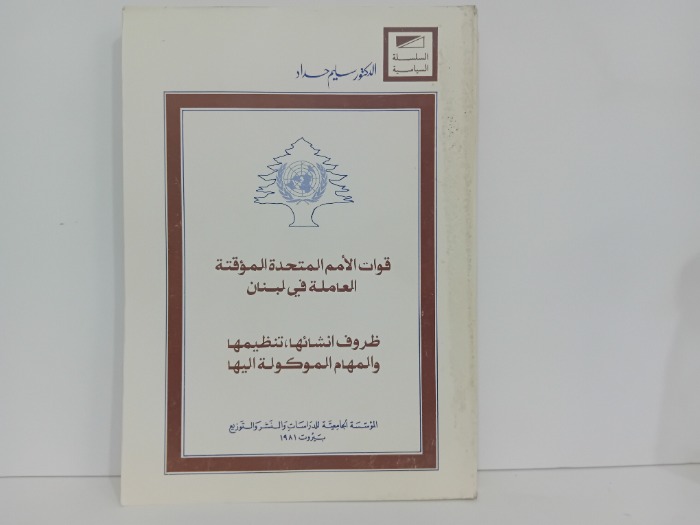 السلسلة
السياسية
الدكتور سليم حداد
قوات الأمم المتحدة المؤقتة
العاملة في لبنان
ظروف انشائها، تنظيمها
والمهام الموكولة اليها
المؤسسة الجامعية للدراسات والنشر والتوزيع
بيروت ١٩٨١